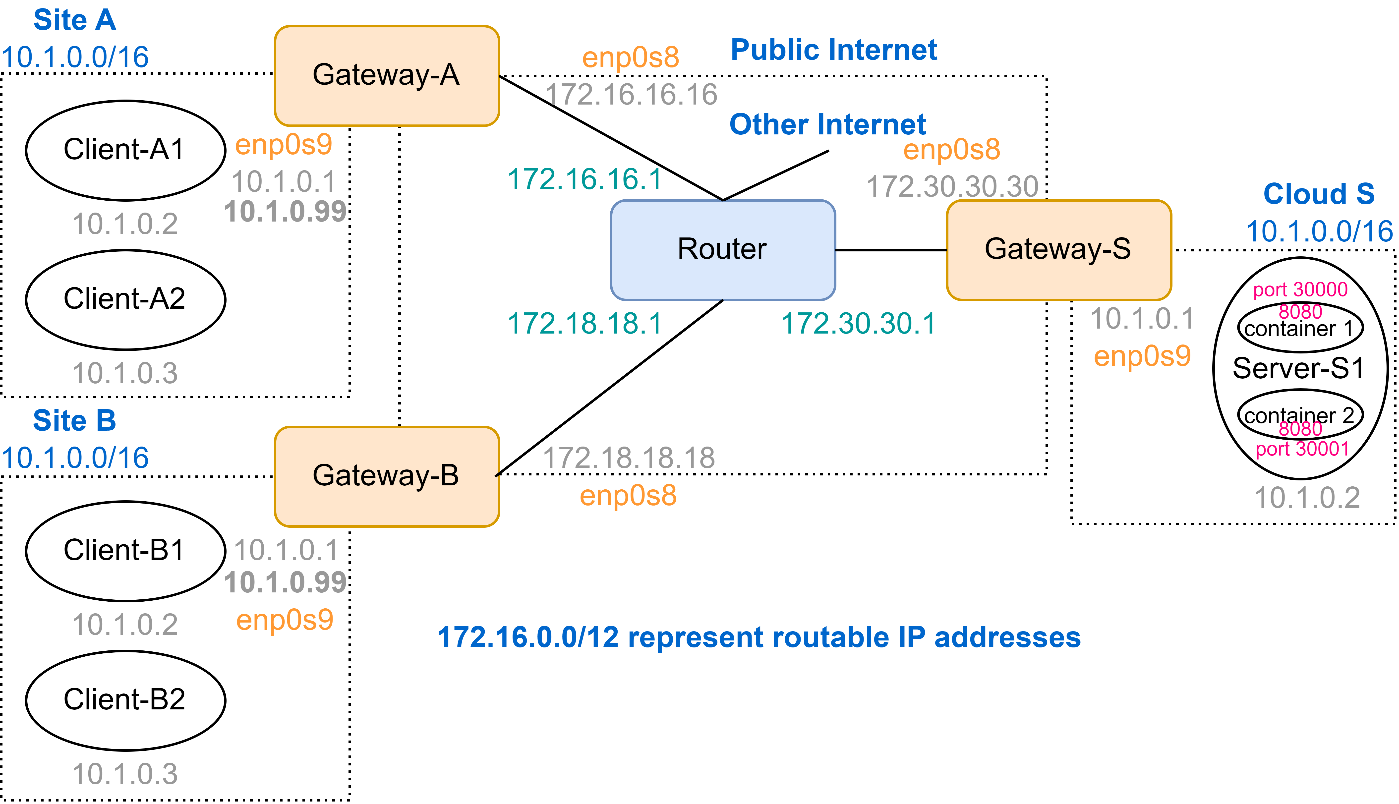 Site A
10.1.0.0/16
Gateway-A
enp0s8
172.16.16.16
Public Internet
Other Internet
Client-A1
enp0s9
10.1.0.1
10.1.0.99
10.1.0.2
Client-A2
10.1.0.3
172.16.16.1
enp0s8
172.30.30.30
Router
Gateway-S
Cloud S
10.1.0.0/16
172.18.18.1
172.30.30.1
10.1.0.1
enp0s9
port 30000
8080
container 1
Server-S1
container 2
8080
port 30001
10.1.0.2
Site B
10.1.0.0/16
Gateway-B
172.18.18.18
enp0s8
Client-B1
10.1.0.1
10.1.0.99
enp0s9
10.1.0.2
Client-B2
10.1.0.3
172.16.0.0/12 represent routable IP addresses